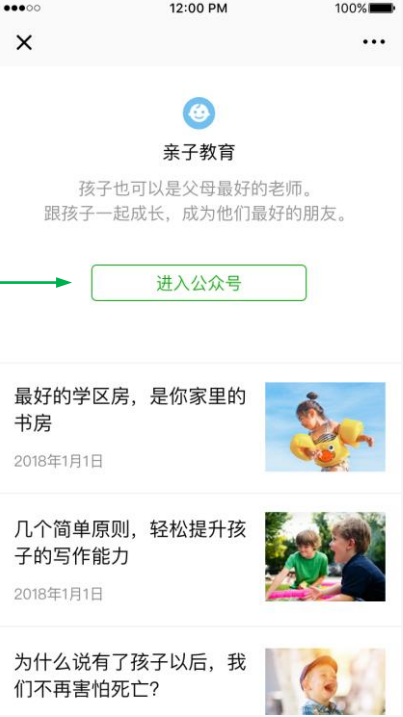 12:00 PM
100%
亲子教育
孩子也可以是父母最好的老师。
跟孩子一起成长，成为他们最好的朋友。
进入公众号
最好的学区房，是你家里的
书房
2018年1月1日
几个简单原则，轻松提升孩
子的写作能力
2018年1月1日
为什么说有了孩子以后，我
们不再害怕死亡?